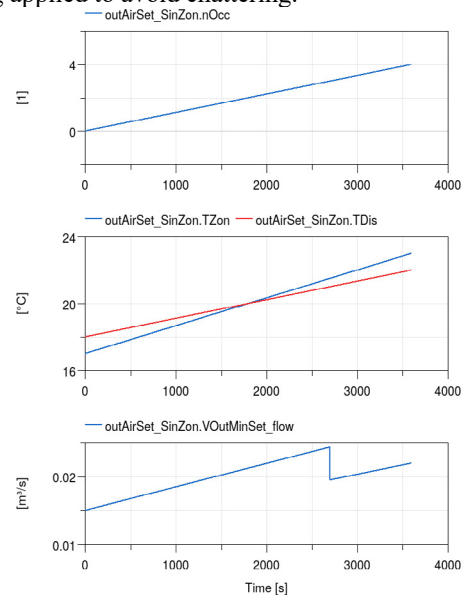 g applied to avoid chattering.
outAirSet_SinZon.nOcc
4
0
[1]
0 1000 2000 3000 4000
outAirSet_SinZon.TZon outAirSet_SinZon.TDis
24
20
16
[°C]
0 1000 2000 3000 4000
outAirSet_SinZon.VOutMinSet_flow
0.02
0.01
[m³/s]
0 1000 2000 3000 4000
Time [s]